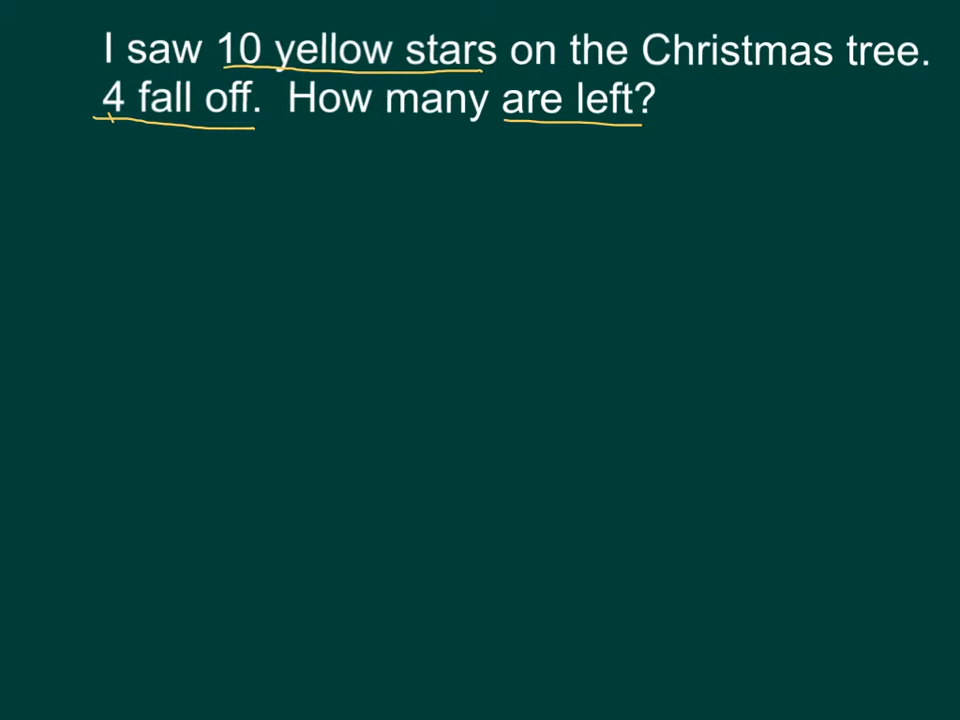 I saw 10 yellow stars on the Christmas tree.
4 fall off.  How many are left?